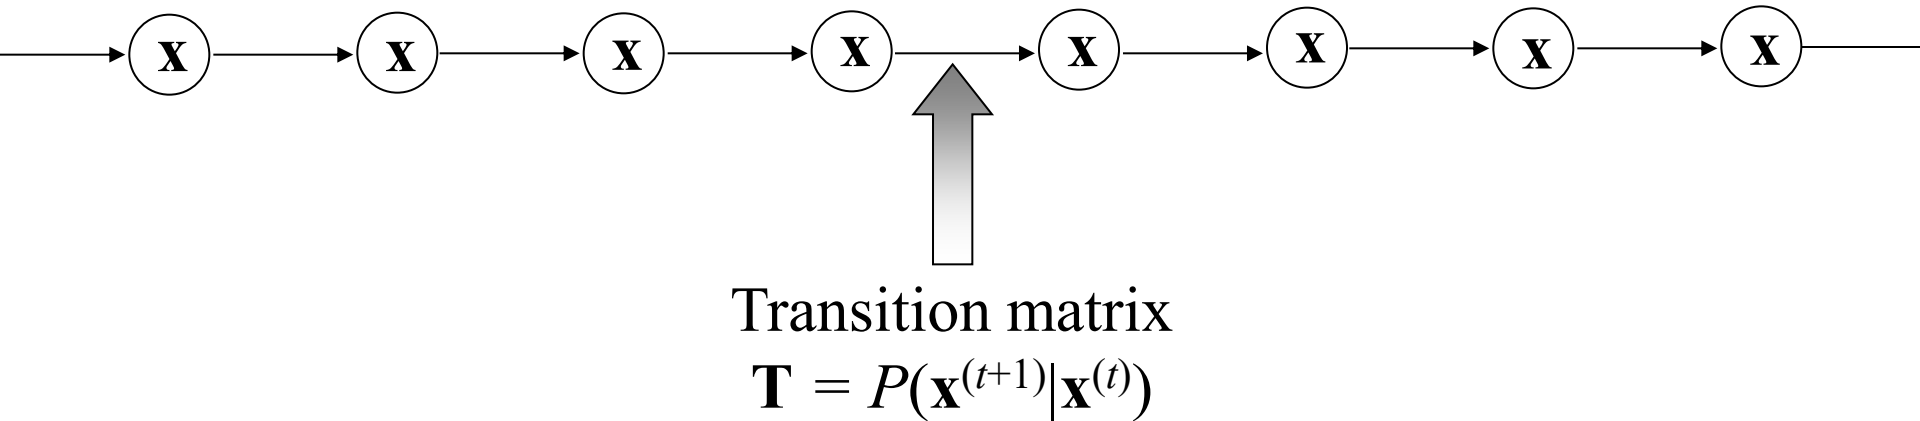 x x x x x x x x
Transition matrix
T = P(x^(t+1)|x^(t))